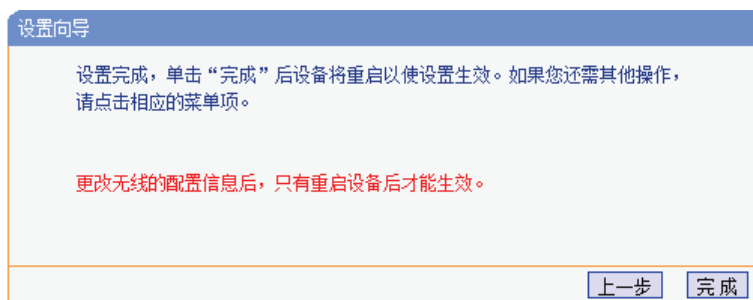 设置向导
设置完成，单击“完成”后设备将重启以使设置生效。如果您还需其他操作，
请点击相应的菜单项。
更改无线的配置信息后，只有重启设备后才能生效。
上一步 完成